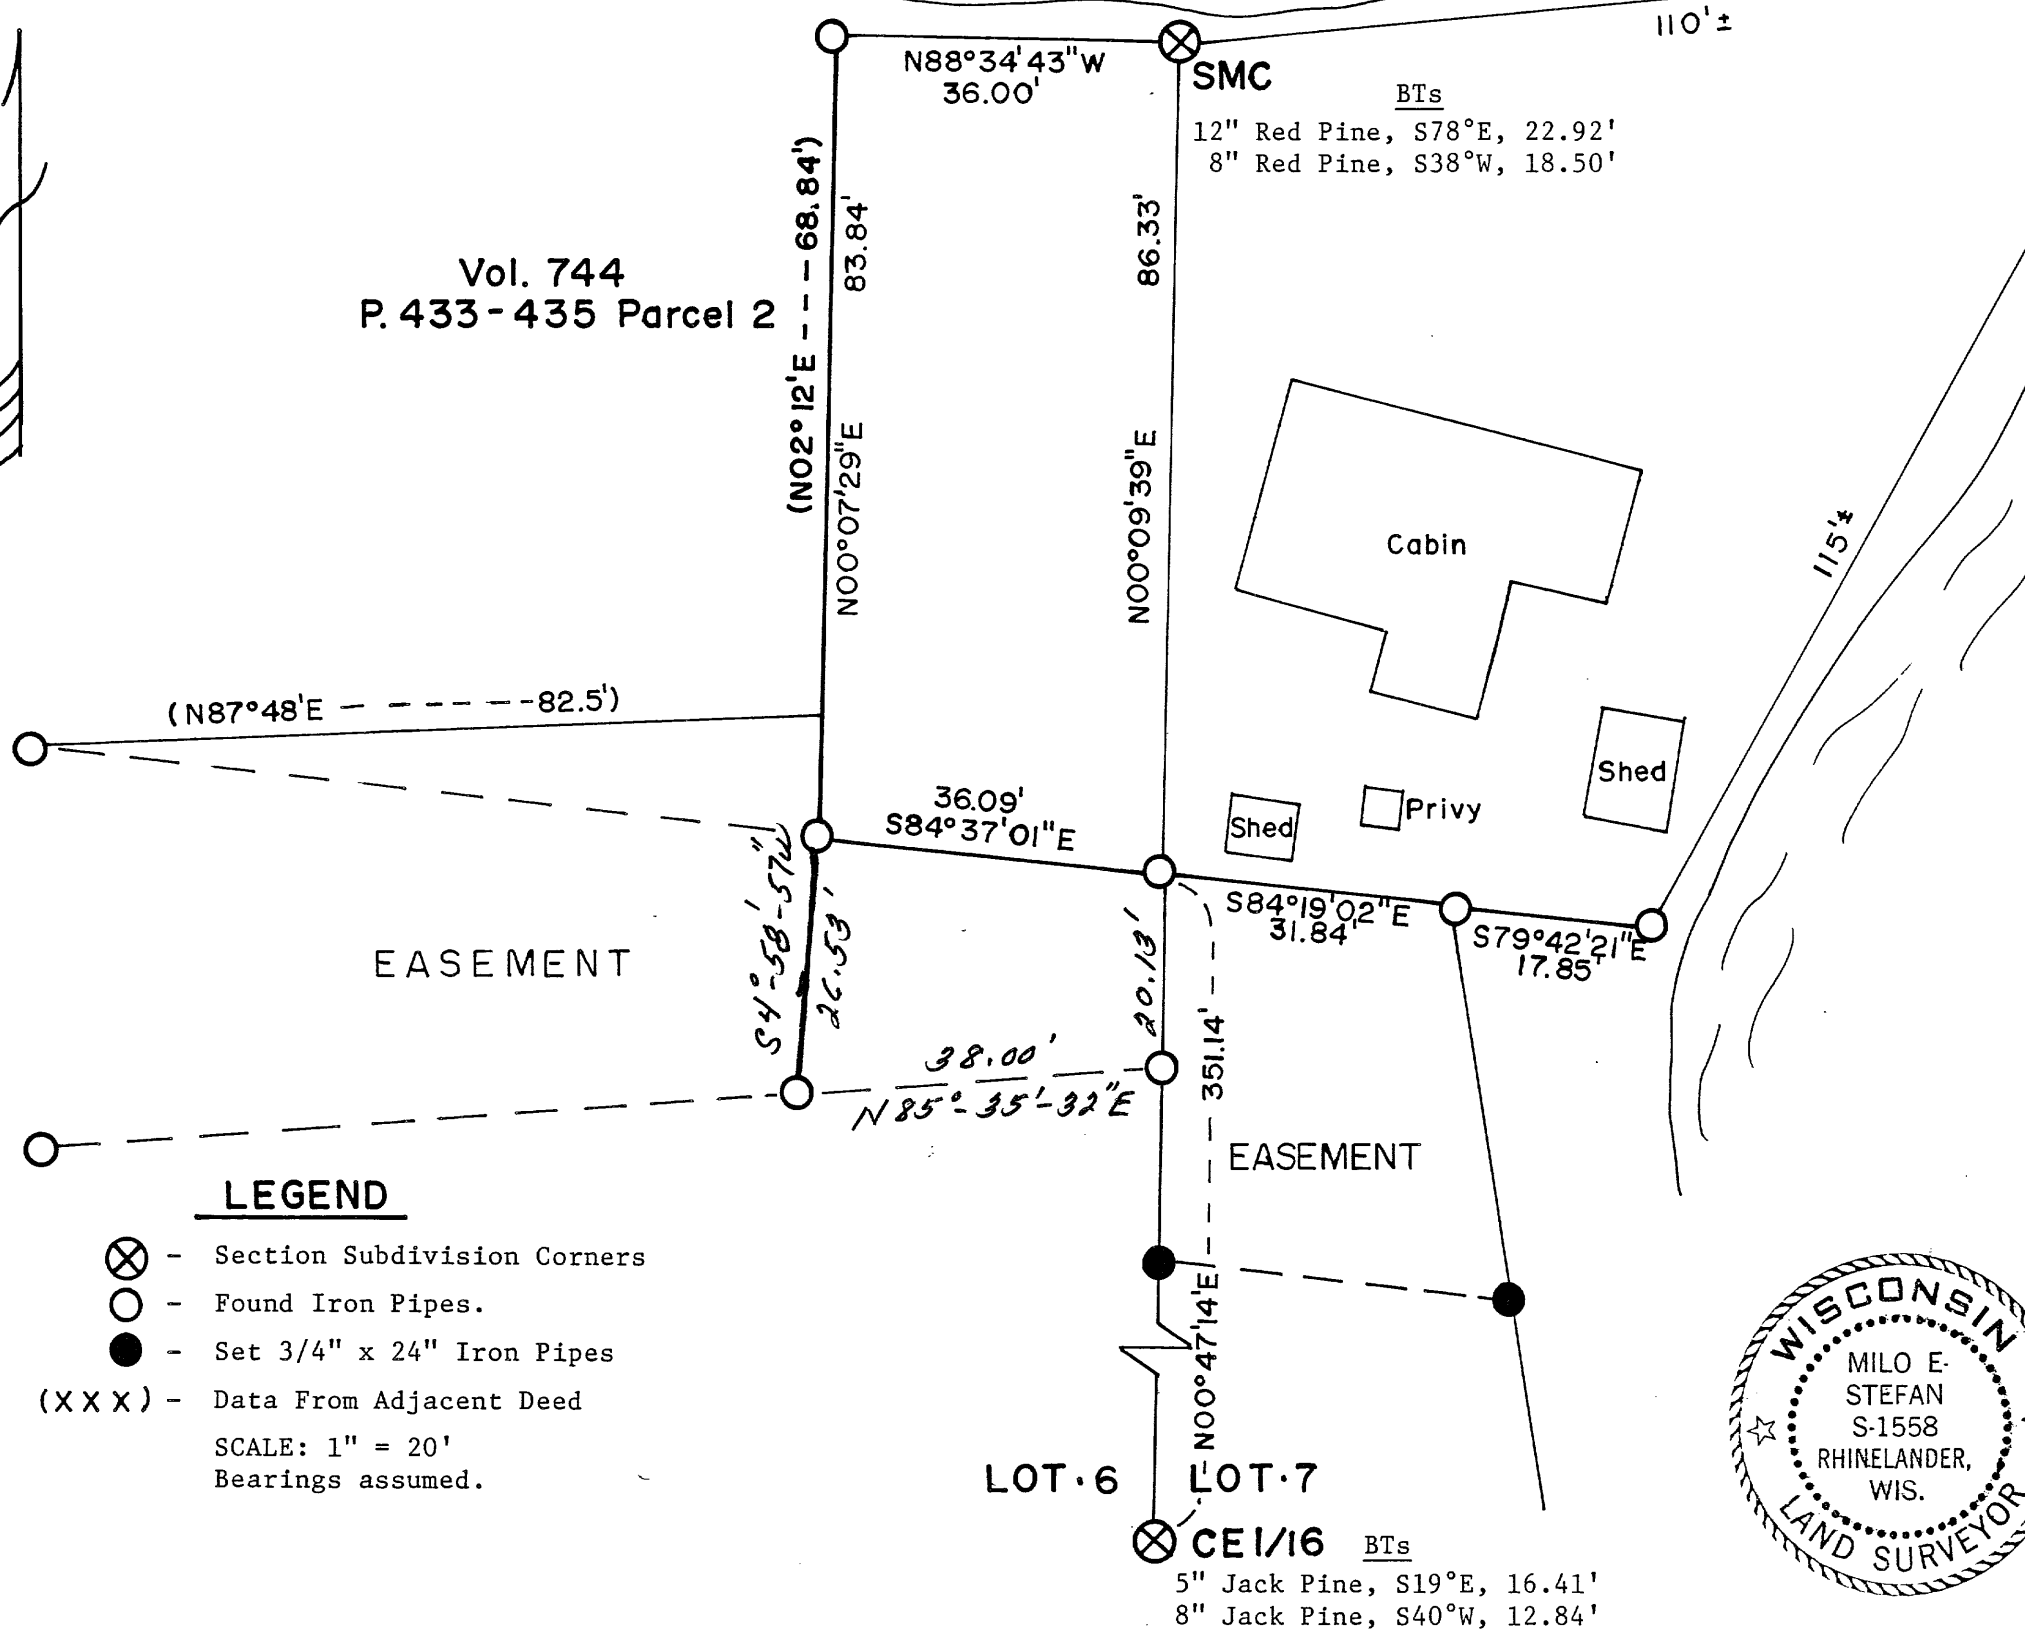 110'±
N88°34'43"W
36.00'
SMC
BTs
12" Red Pine, S78°E, 22.92'
8" Red Pine, S38°W, 18.50'
(N02°12'E ---- 68.84')
83.84'
N00°07'29"E
86.33'
N00°09'39"E
Vol. 744
P. 433-435 Parcel 2
Cabin
115'±
(N87°48'E ------ 82.5')
Shed
Privy
Shed
36.09'
S84°37'01"E
S84°19'02"E
31.84'
S79°42'21"E
17.85'
S4°-58'-57"W
26.53'
20.13'
351.14'
N00°47'14"E
EASEMENT
38.00'
N85°-35'-32"E
EASEMENT
LEGEND
- Section Subdivision Corners
- Found Iron Pipes.
- Set 3/4" x 24" Iron Pipes
(XXX) - Data From Adjacent Deed
SCALE: 1" = 20'
Bearings assumed.
LOT·6
LOT·7
CE1/16
BTs
5" Jack Pine, S19°E, 16.41'
8" Jack Pine, S40°W, 12.84'
WISCONSIN
MILO E-
STEFAN
S-1558
RHINELANDER,
WIS.
LAND SURVEYOR